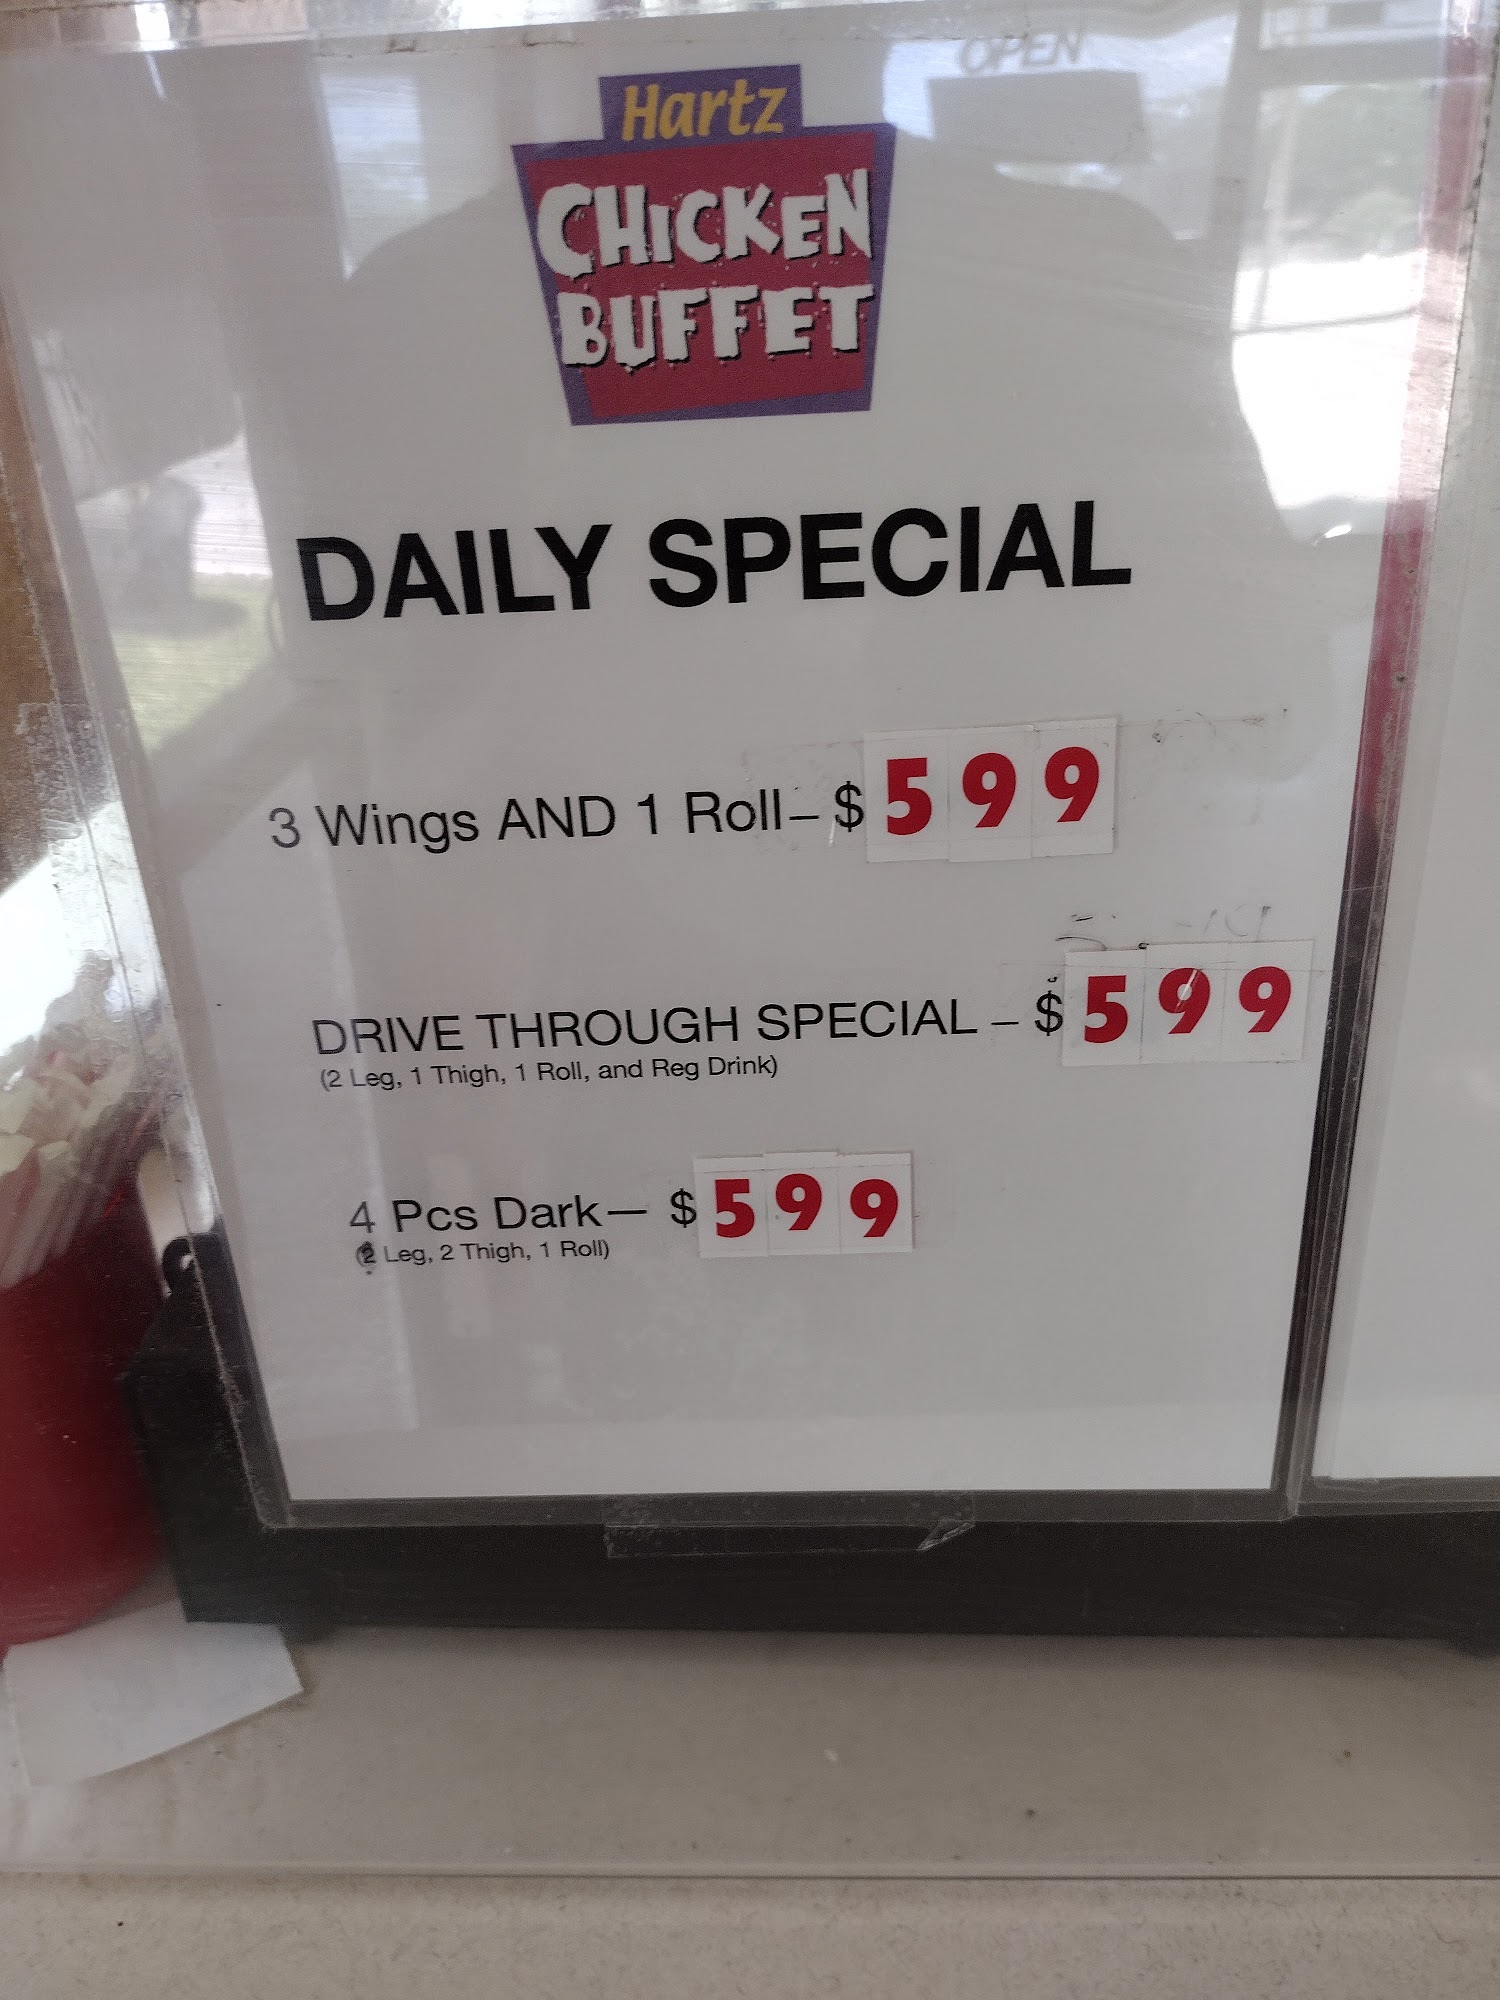 OPEN
Hartz
CHICKEN
BUFFET
DAILY SPECIAL
3 Wings AND 1 Roll– $ 599
DRIVE THROUGH SPECIAL – $ 599
(2 Leg, 1 Thigh, 1 Roll, and Reg Drink)
4 Pcs Dark— $ 599
(2 Leg, 2 Thigh, 1 Roll)